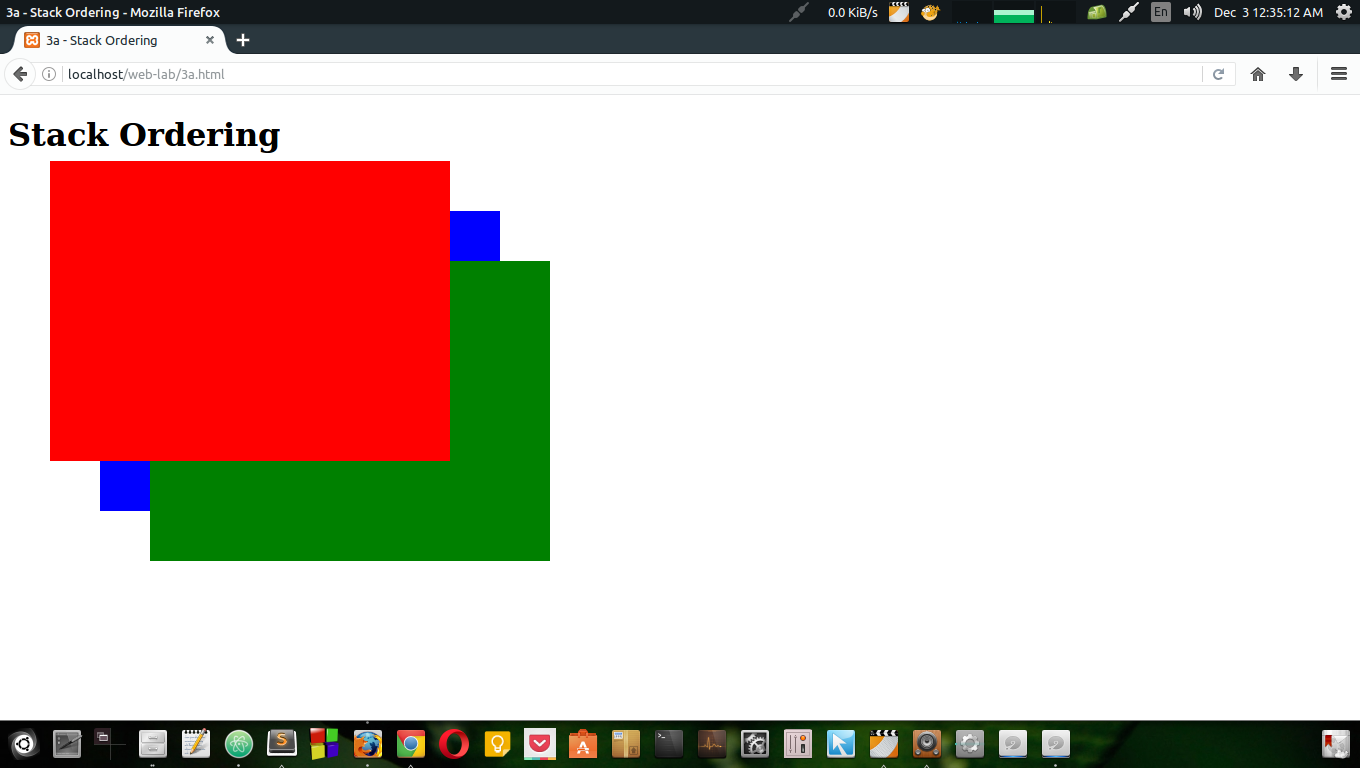 3a - Stack Ordering - Mozilla Firefox
0.0 KiB/s
En
Dec 3 12:35:12 AM
3a - Stack Ordering
localhost/web-lab/3a.html
Stack Ordering